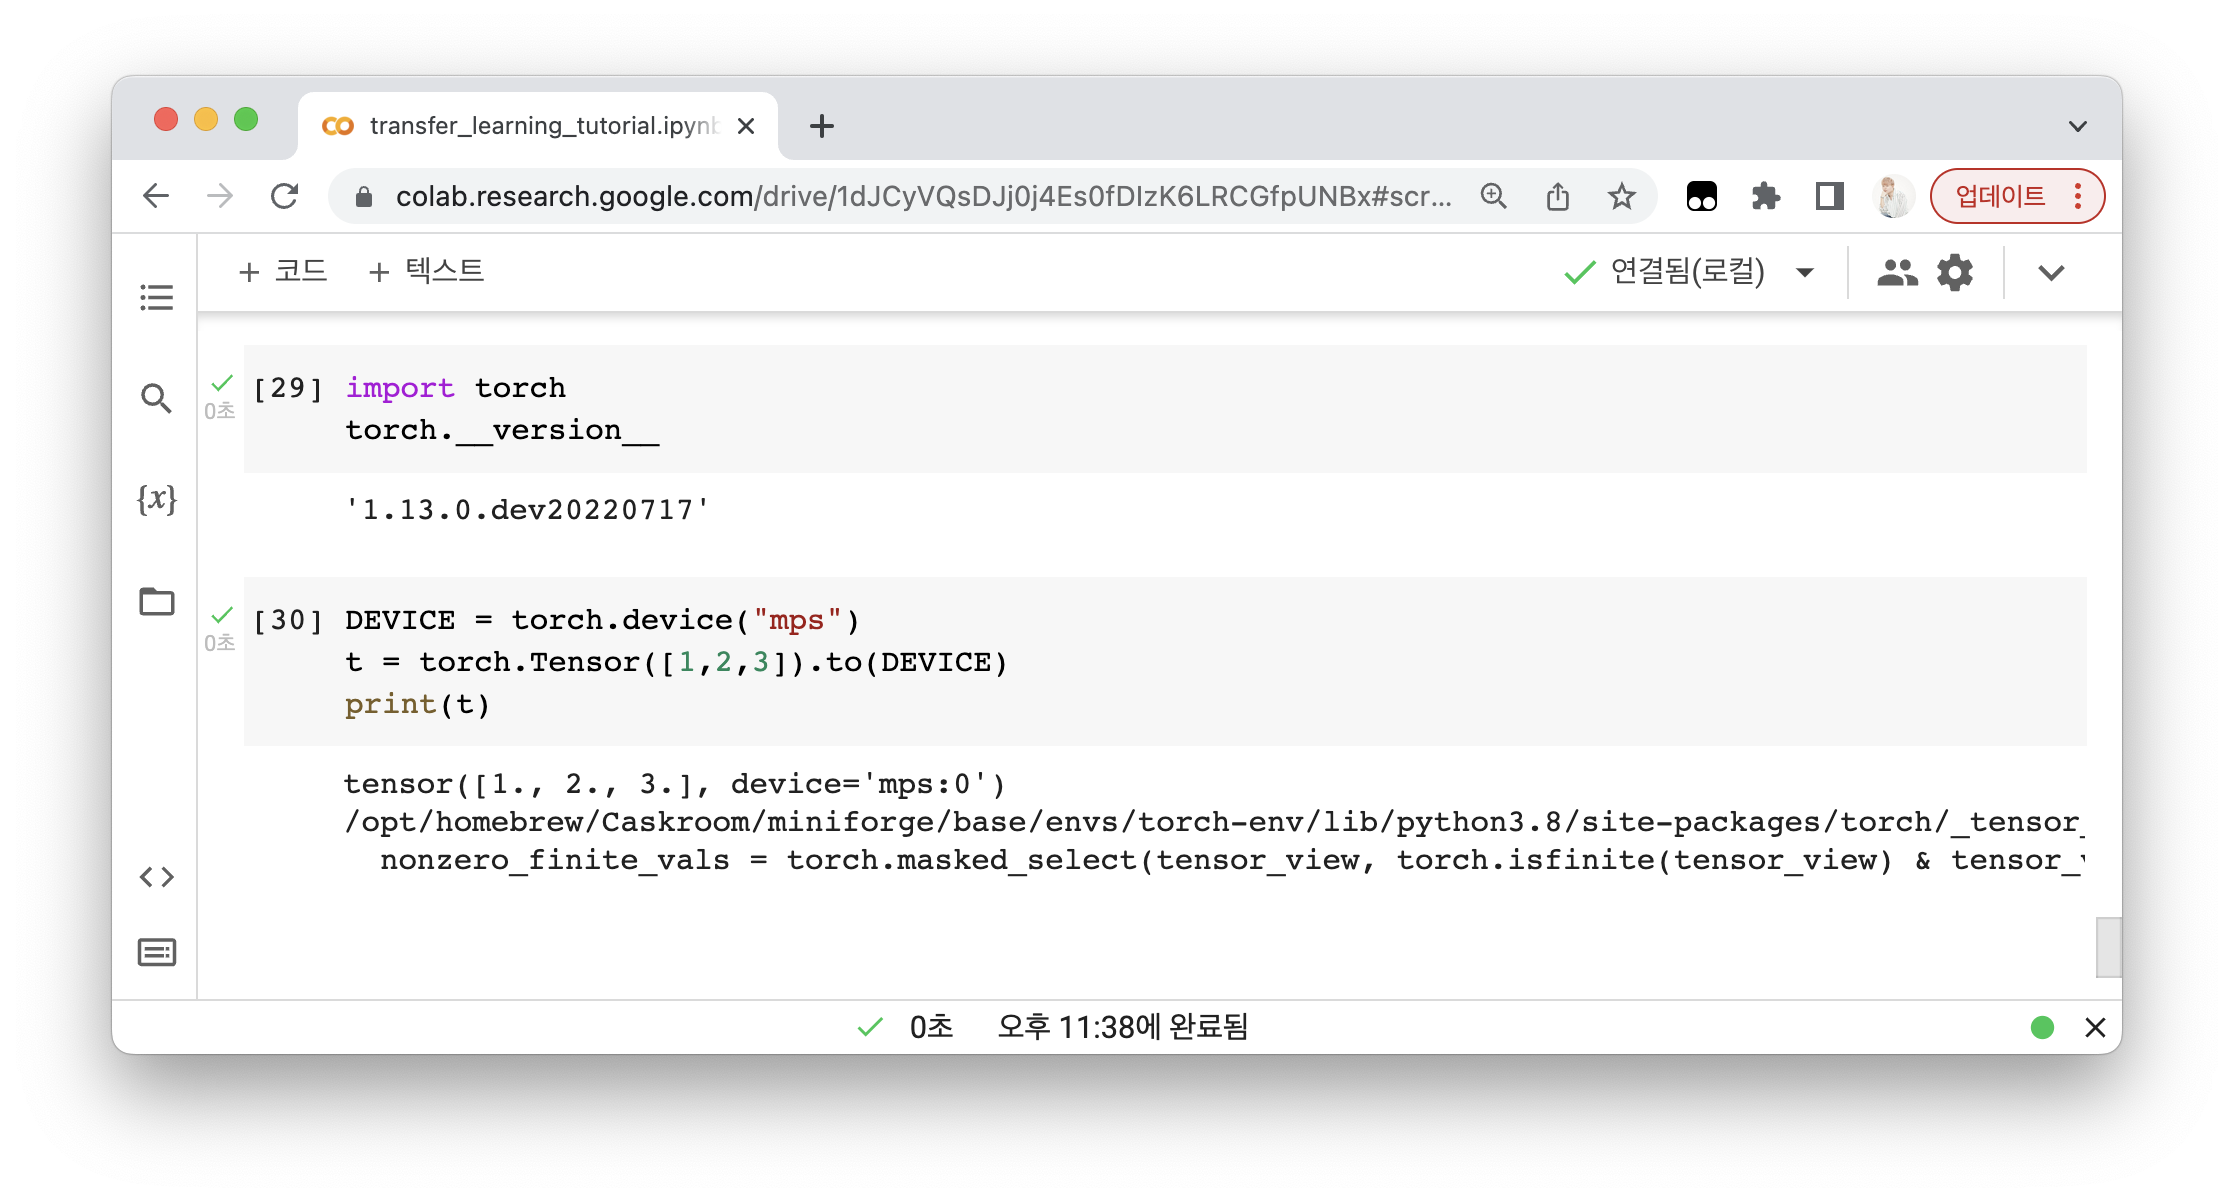 transfer_learning_tutorial.ipynb
colab.research.google.com/drive/1dJCyVQsDJj0j4Es0fDIzK6LRCGfpUNBx#scr...
업데이트
+ 코드 + 텍스트
연결됨(로컬)
{x}
[29] import torch
0초
torch.__version__
'1.13.0.dev20220717'
[30] DEVICE = torch.device("mps")
0초
t = torch.Tensor([1,2,3]).to(DEVICE)
print(t)
tensor([1., 2., 3.], device='mps:0')
/opt/homebrew/Caskroom/miniforge/base/envs/torch-env/lib/python3.8/site-packages/torch/_tensor_
nonzero_finite_vals = torch.masked_select(tensor_view, torch.isfinite(tensor_view) & tensor_v
0초 오후 11:38에 완료됨